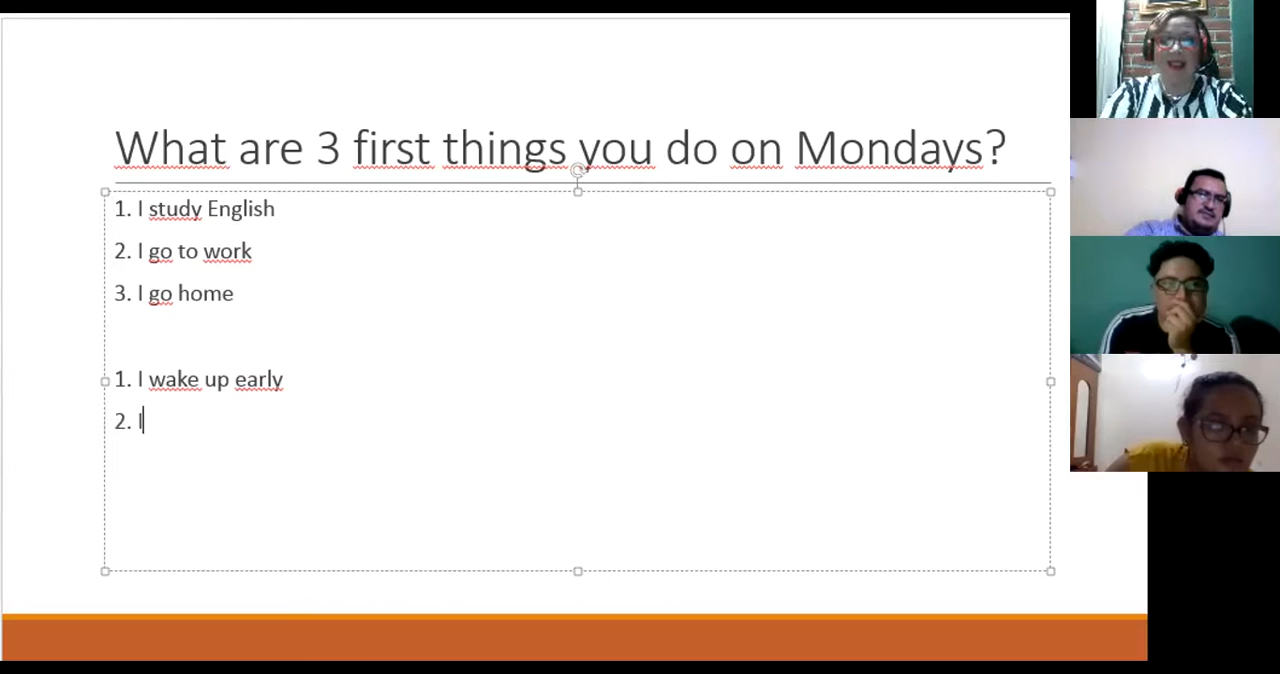 What are 3 first things you do on Mondays?
1. I study English
2. I go to work
3. I go home
1. I wake up early
2. I